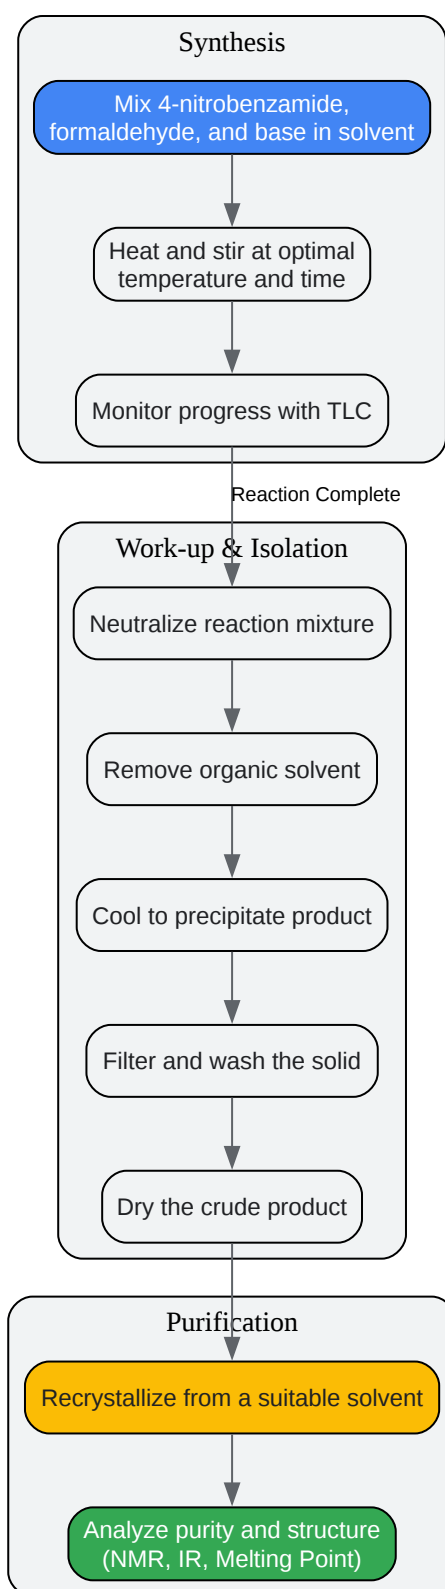 Synthesis
Mix 4-nitrobenzamide,
formaldehyde, and base in solvent
Heat and stir at optimal
temperature and time
Monitor progress with TLC
Reaction Complete
Work-up & Isolation
Neutralize reaction mixture
Remove organic solvent
Cool to precipitate product
Filter and wash the solid
Dry the crude product
Purification
Recrystallize from a suitable solvent
Analyze purity and structure
(NMR, IR, Melting Point)